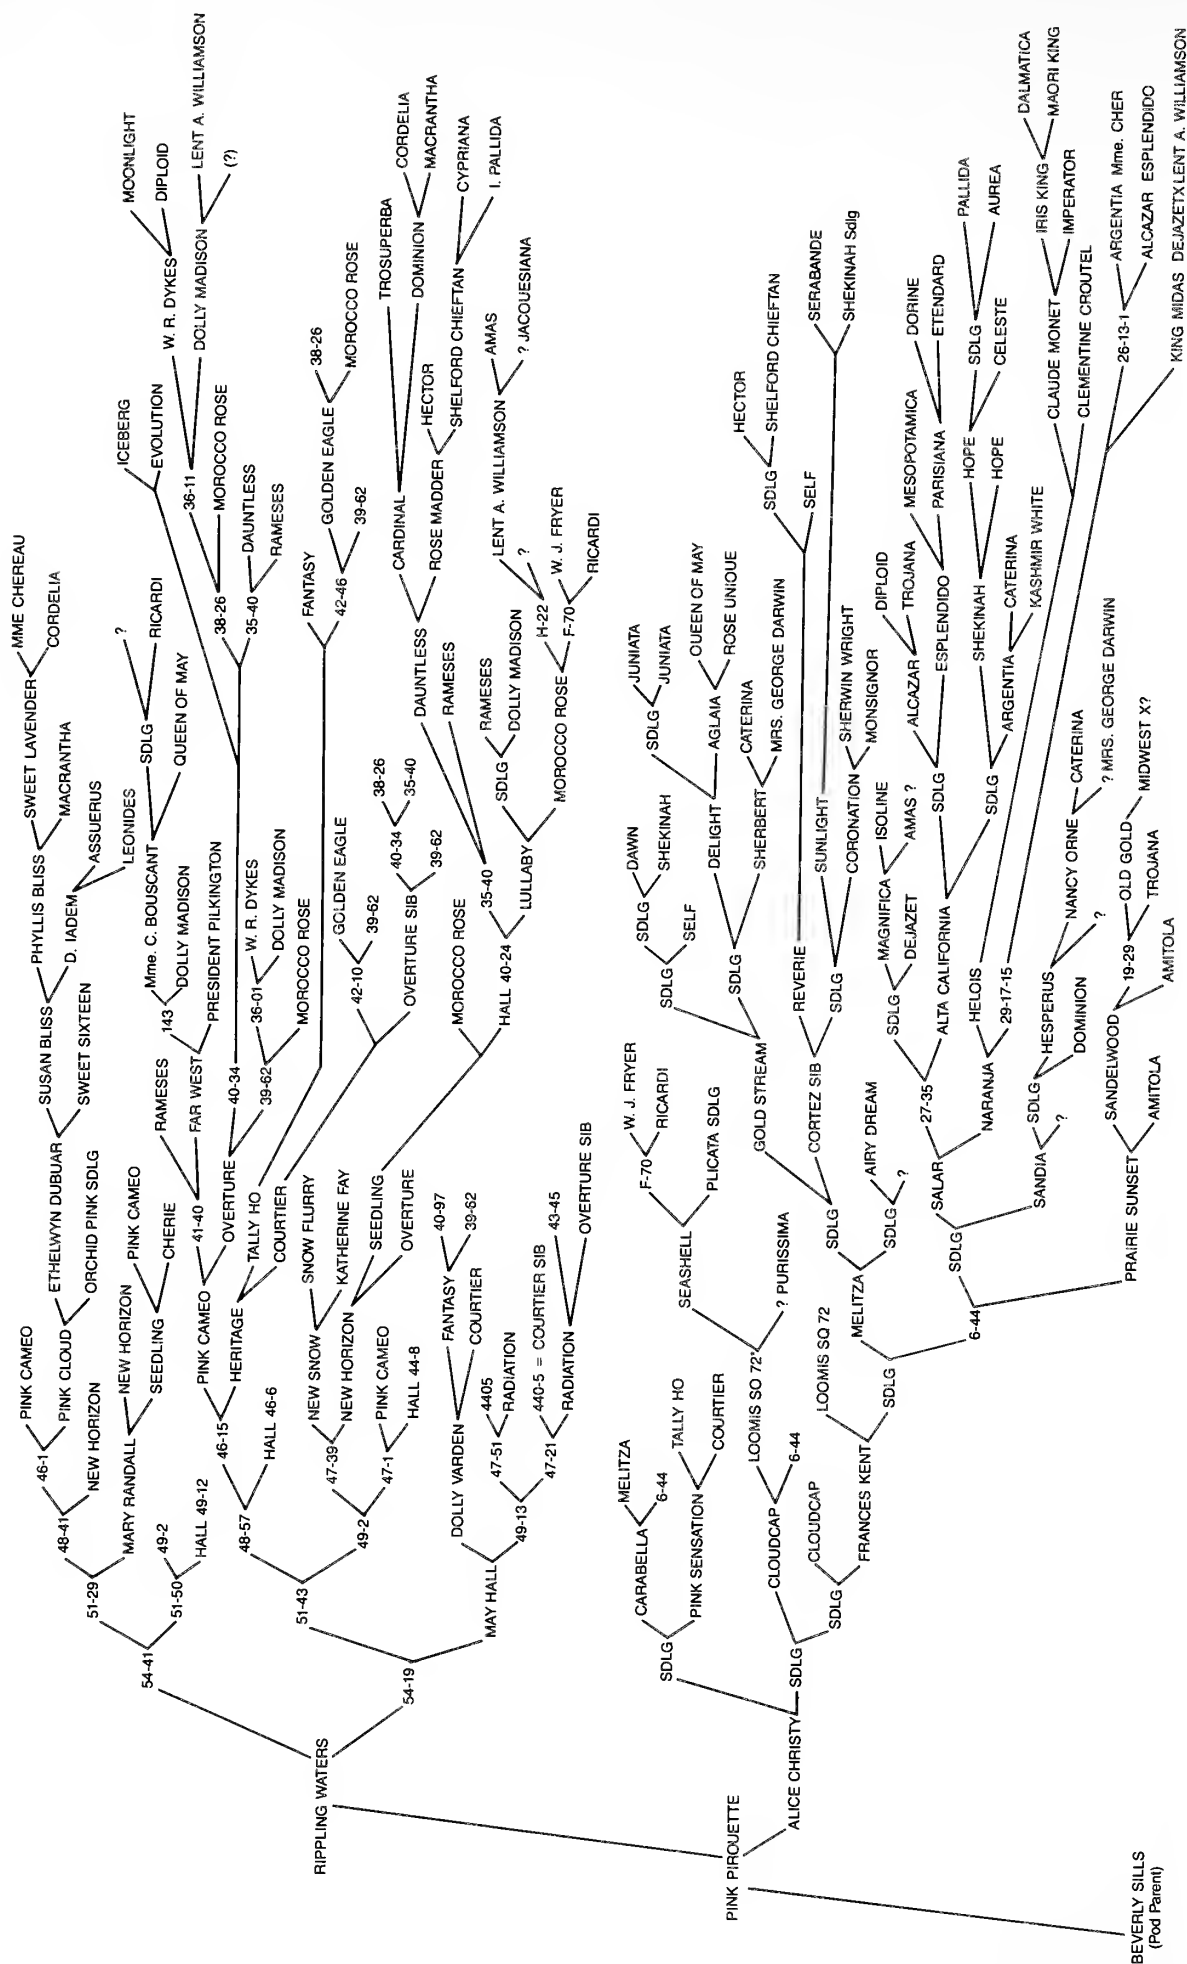 MME CHEREAU
SWEET LAVENDER
CORDELIA
PHYLLIS BLISS
MACRANTHA
SUSAN BLISS
D. IADEM
ASSUERUS
LEONIDES
ETHELWYN DUBUAR
SWEET SIXTEEN
PINK CLOUD
ORCHID PINK SDLG
PINK CAMEO
46-1
48-41
NEW HORIZON
51-29
MARY RANDALL
NEW HORIZON
SEEDLING
PINK CAMEO
CHERIE
54-41
51-50
49-2
HALL 49-12
RAMESES
41-40
FAR WEST
143
Mme. C. BOUSCANT
SDLG
?
RICARDI
QUEEN OF MAY
DOLLY MADISON
PRESIDENT PILKINGTON
PINK CAMEO
OVERTURE
40-34
ICEBERG
EVOLUTION
38-26
36-11
W. R. DYKES
MOONLIGHT
DIPLOID
DOLLY MADISON
LENT A. WILLIAMSON
(?)
MOROCCO ROSE
35-40
DAUNTLESS
RAMESES
39-62
36-01
W. R. DYKES
DOLLY MADISON
MOROCCO ROSE
46-15
HERITAGE
TALLY HO
FANTASY
42-46
GOLDEN EAGLE
38-26
MOROCCO ROSE
39-62
COURTIER
42-10
GOLDEN EAGLE
39-62
OVERTURE SIB
40-34
38-26
35-40
39-62
48-57
HALL 46-6
51-43
49-2
47-39
NEW SNOW
SNOW FLURRY
KATHERINE FAY
NEW HORIZON
SEEDLING
MOROCCO ROSE
HALL 40-24
35-40
DAUNTLESS
CARDINAL
TROSUPERBA
DOMINION
CORDELIA
MACRANTHA
ROSE MADDER
HECTOR
SHELFORD CHIEFTAN
CYPRIANA
I. PALLIDA
RAMESES
LULLABY
SDLG
RAMESES
DOLLY MADISON
MOROCCO ROSE
H-22
LENT A. WILLIAMSON
AMAS
? JACQUESIANA
?
F-70
W. J. FRYER
RICARDI
OVERTURE
47-1
PINK CAMEO
HALL 44-8
54-19
MAY HALL
DOLLY VARDEN
FANTASY
40-97
39-62
COURTIER
49-13
47-51
4405
RADIATION
47-21
440-5 = COURTIER SIB
RADIATION
43-45
OVERTURE SIB
RIPPLING WATERS
PINK PIROUETTE
ALICE CHRISTY
SDLG
CARABELLA
MELITZA
6-44
PINK SENSATION
TALLY HO
COURTIER
SDLG
CLOUDCAP
LOOMIS SQ 72*
SEASHELL
F-70
W. J. FRYER
RICARDI
PLICATA SDLG
? PURISSIMA
6-44
SDLG
CLOUDCAP
FRANCES KENT
LOOMIS SQ 72
SDLG
MELITZA
SDLG
GOLD STREAM
SDLG
SDLG
DAWN
SHEKINAH
SELF
SDLG
DELIGHT
SDLG
JUNIATA
JUNIATA
AGLAIA
QUEEN OF MAY
ROSE UNIQUE
SHERBERT
CATERINA
MRS. GEORGE DARWIN
CORTEZ SIB
REVERIE
SDLG
HECTOR
SHELFORD CHIEFTAN
SELF
SDLG
SUNLIGHT
SERABANDE
SHEKINAH Sdlg
CORONATION
SHERWIN WRIGHT
MONSIGNOR
SDLG
AIRY DREAM
?
6-44
SDLG
SALAR
27-35
SDLG
MAGNIFICA
ISOLINE
AMAS ?
DEJAZET
ALTA CALIFORNIA
SDLG
ALCAZAR
DIPLOID
TROJANA
ESPLENDIDO
MESOPOTAMICA
PARISIANA
DORINE
ETENDARD
SDLG
SHEKINAH
HOPE
SDLG
PALLIDA
AUREA
CELESTE
HOPE
ARGENTIA
CATERINA
KASHMIR WHITE
NARANJA
HELOIS
CLAUDE MONET
IRIS KING
DALMATICA
MAORI KING
IMPERATOR
CLEMENTINE CROUTEL
29-17-15
26-13-1
ARGENTIA Mme. CHER
ALCAZAR ESPLENDIDO
KING MIDAS DEJAZETXLENT A. WILLIAMSON
SANDIA
SDLG
HESPERUS
NANCY ORNE
CATERINA
? MRS. GEORGE DARWIN
?
DOMINION
?
PRAIRIE SUNSET
SANDELWOOD
19-29
OLD GOLD
MIDWEST X?
TROJANA
AMITOLA
AMITOLA
BEVERLY SILLS
(Pod Parent)